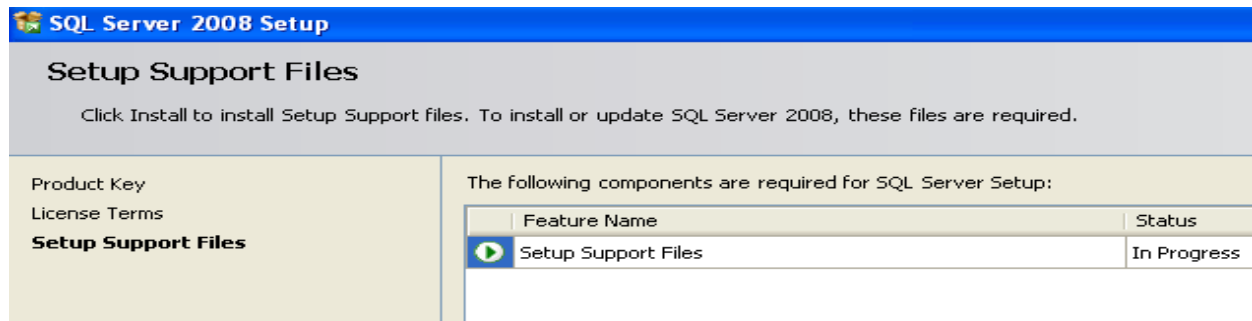 SQL Server 2008 Setup
Setup Support Files
Click Install to install Setup Support files. To install or update SQL Server 2008, these files are required.
Product Key
License Terms
Setup Support Files
The following components are required for SQL Server Setup:
Feature Name Status
Setup Support Files In Progress